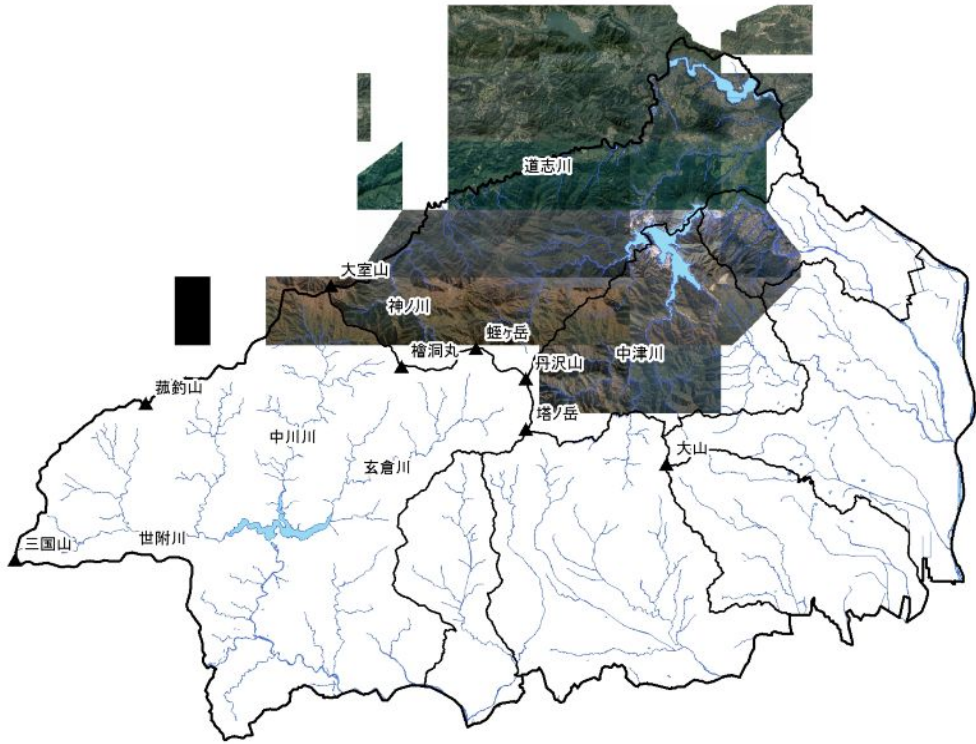 道志川
大室山
神ノ川
蛭ヶ岳
檜洞丸
丹沢山
中津川
菰釣山
塔ノ岳
中川川
大山
玄倉川
世附川
三国山